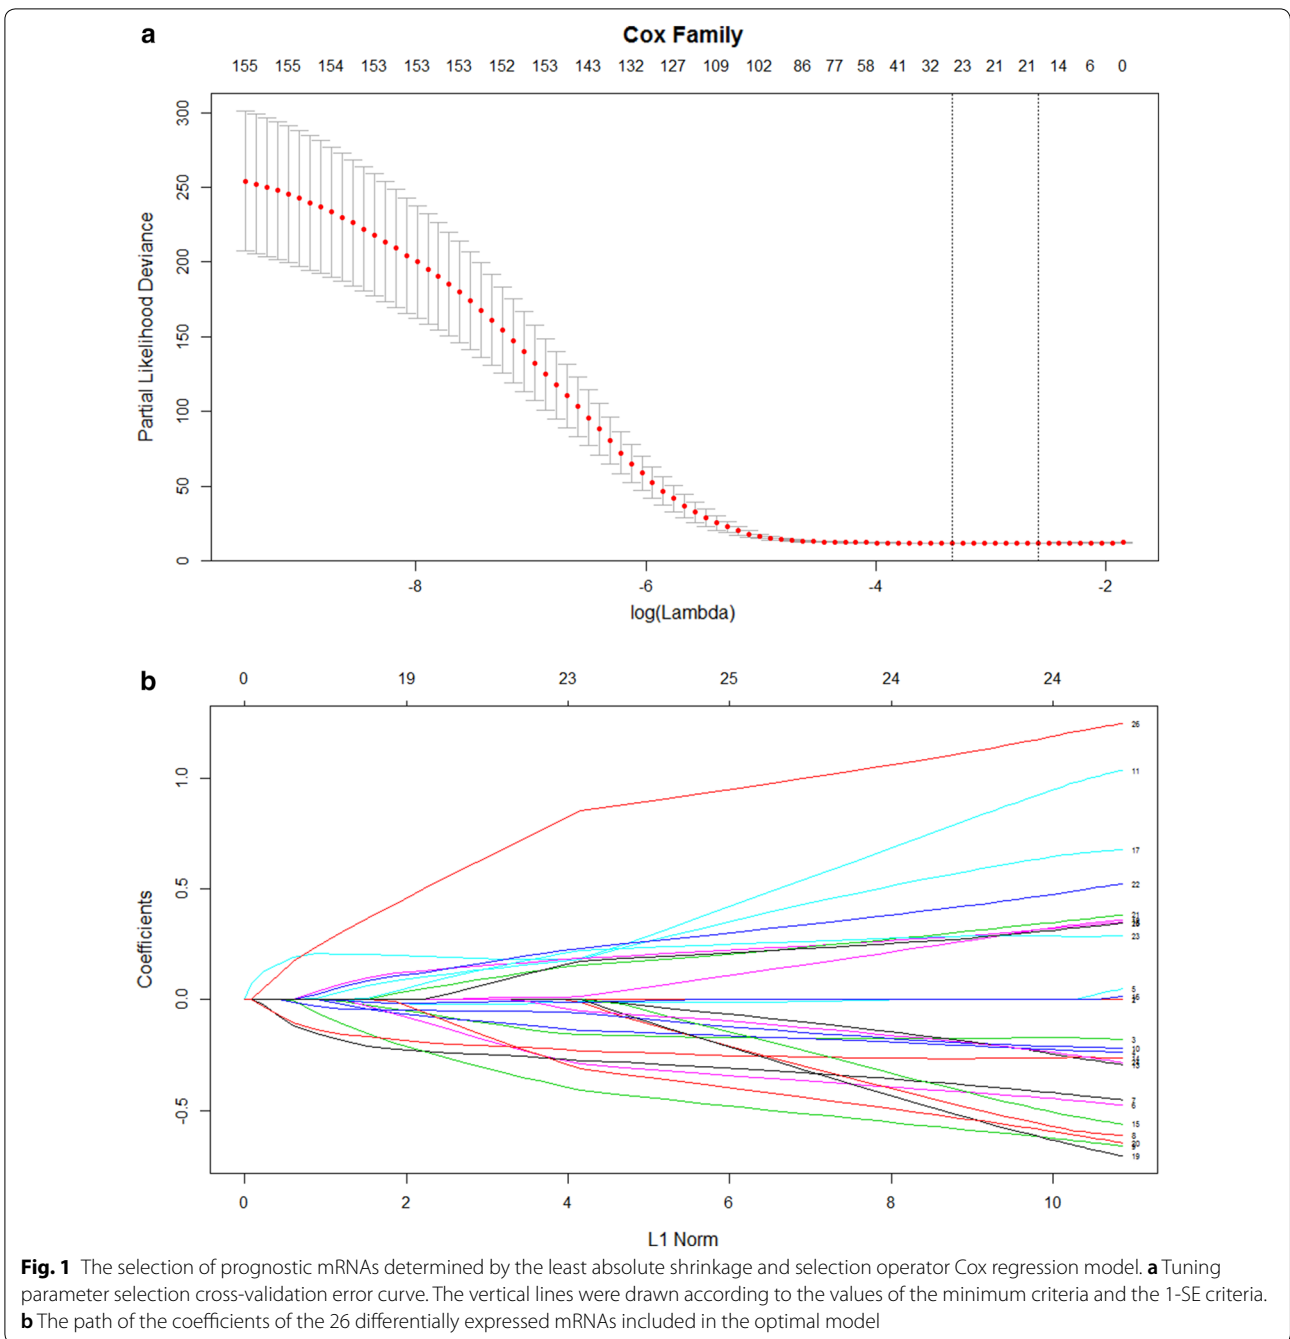 a
Cox Family
155 155 154 153 153 153 152 153 143 132 127 109 102 86 77 58 41 32 23 21 21 14 6 0
300
250
200
150
100
50
0
Partial Likelihood Deviance
-8 -6 -4 -2
log(Lambda)
b
0 19 23 25 24 24
1.0
0.5
0.0
-0.5
Coefficients
26
11
17
22
21
23
5
3
10
7
6
15
8
20
19
0 2 4 6 8 10
L1 Norm
Fig. 1 The selection of prognostic mRNAs determined by the least absolute shrinkage and selection operator Cox regression model. a Tuning
parameter selection cross-validation error curve. The vertical lines were drawn according to the values of the minimum criteria and the 1-SE criteria.
b The path of the coefficients of the 26 differentially expressed mRNAs included in the optimal model